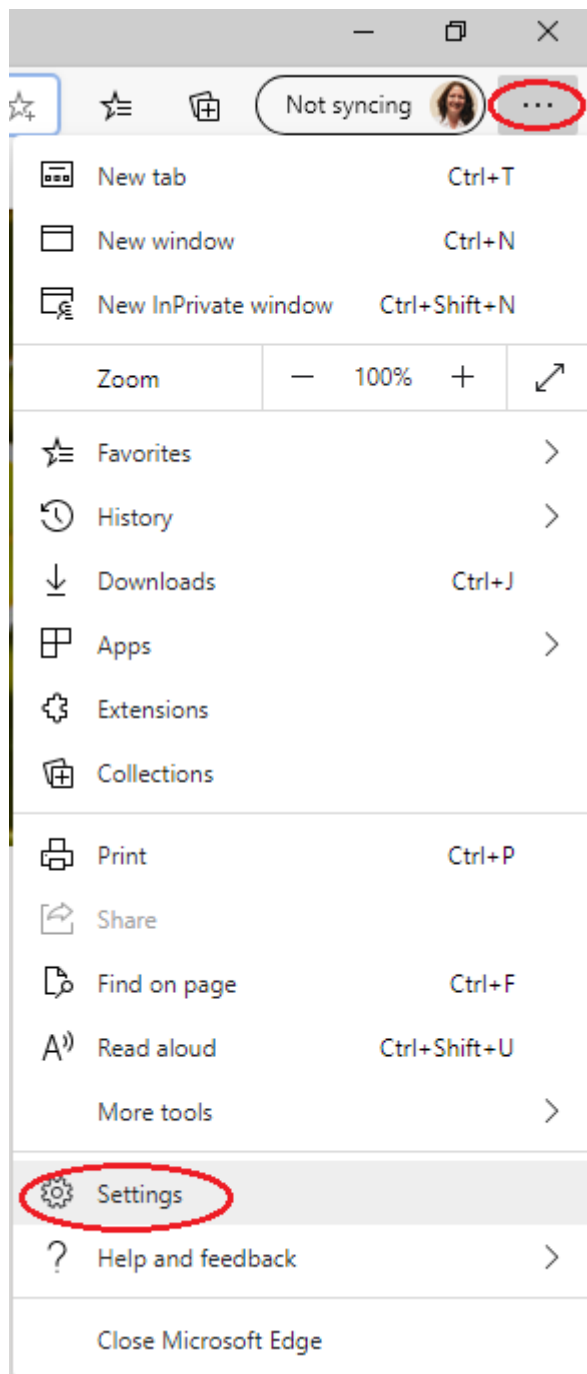 Not syncing
New tab Ctrl+T
New window Ctrl+N
New InPrivate window Ctrl+Shift+N
Zoom 100%
Favorites
History
Downloads Ctrl+J
Apps
Extensions
Collections
Print Ctrl+P
Share
Find on page Ctrl+F
Read aloud Ctrl+Shift+U
More tools
Settings
Help and feedback
Close Microsoft Edge